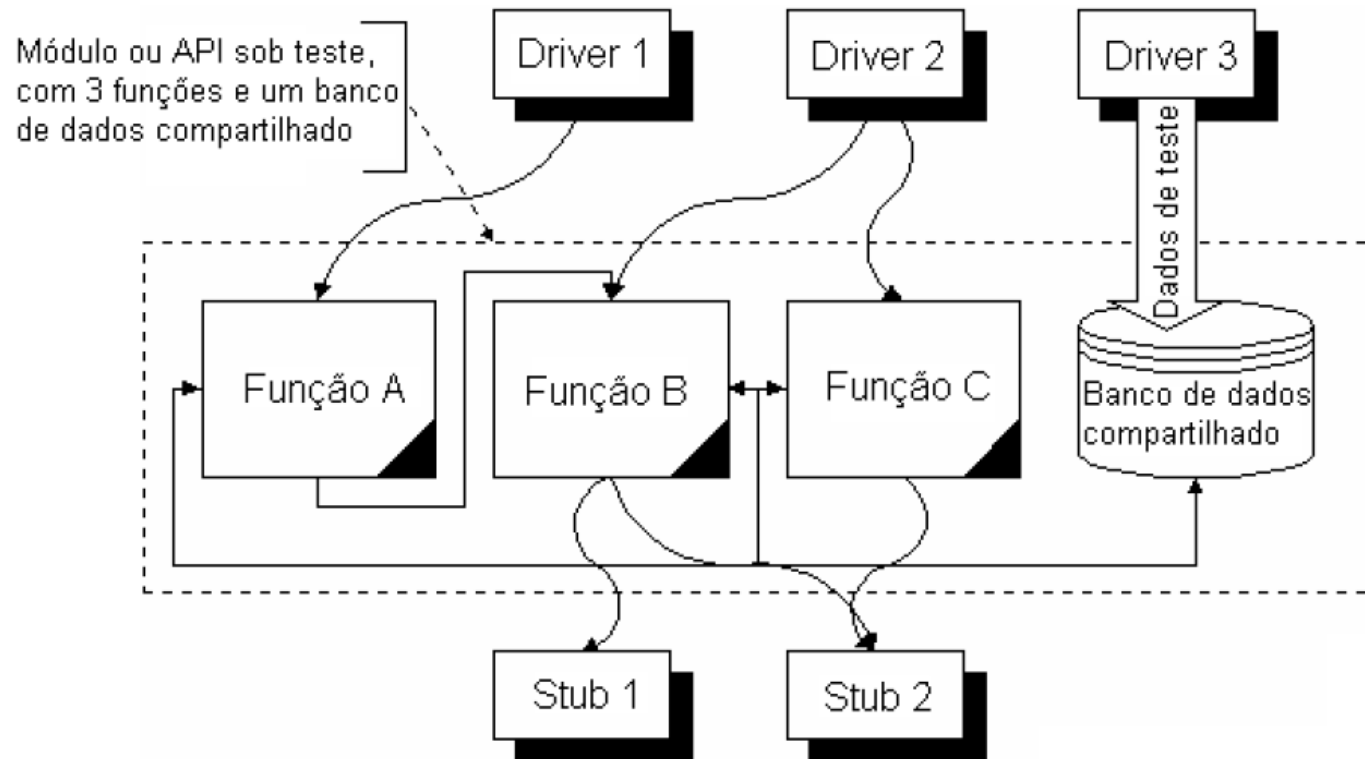 Módulo ou API sob teste,
com 3 funções e um banco
de dados compartilhado
Driver 1
Driver 2
Driver 3
Dados de teste
Função A
Função B
Função C
Banco de dados
compartilhado
Stub 1
Stub 2